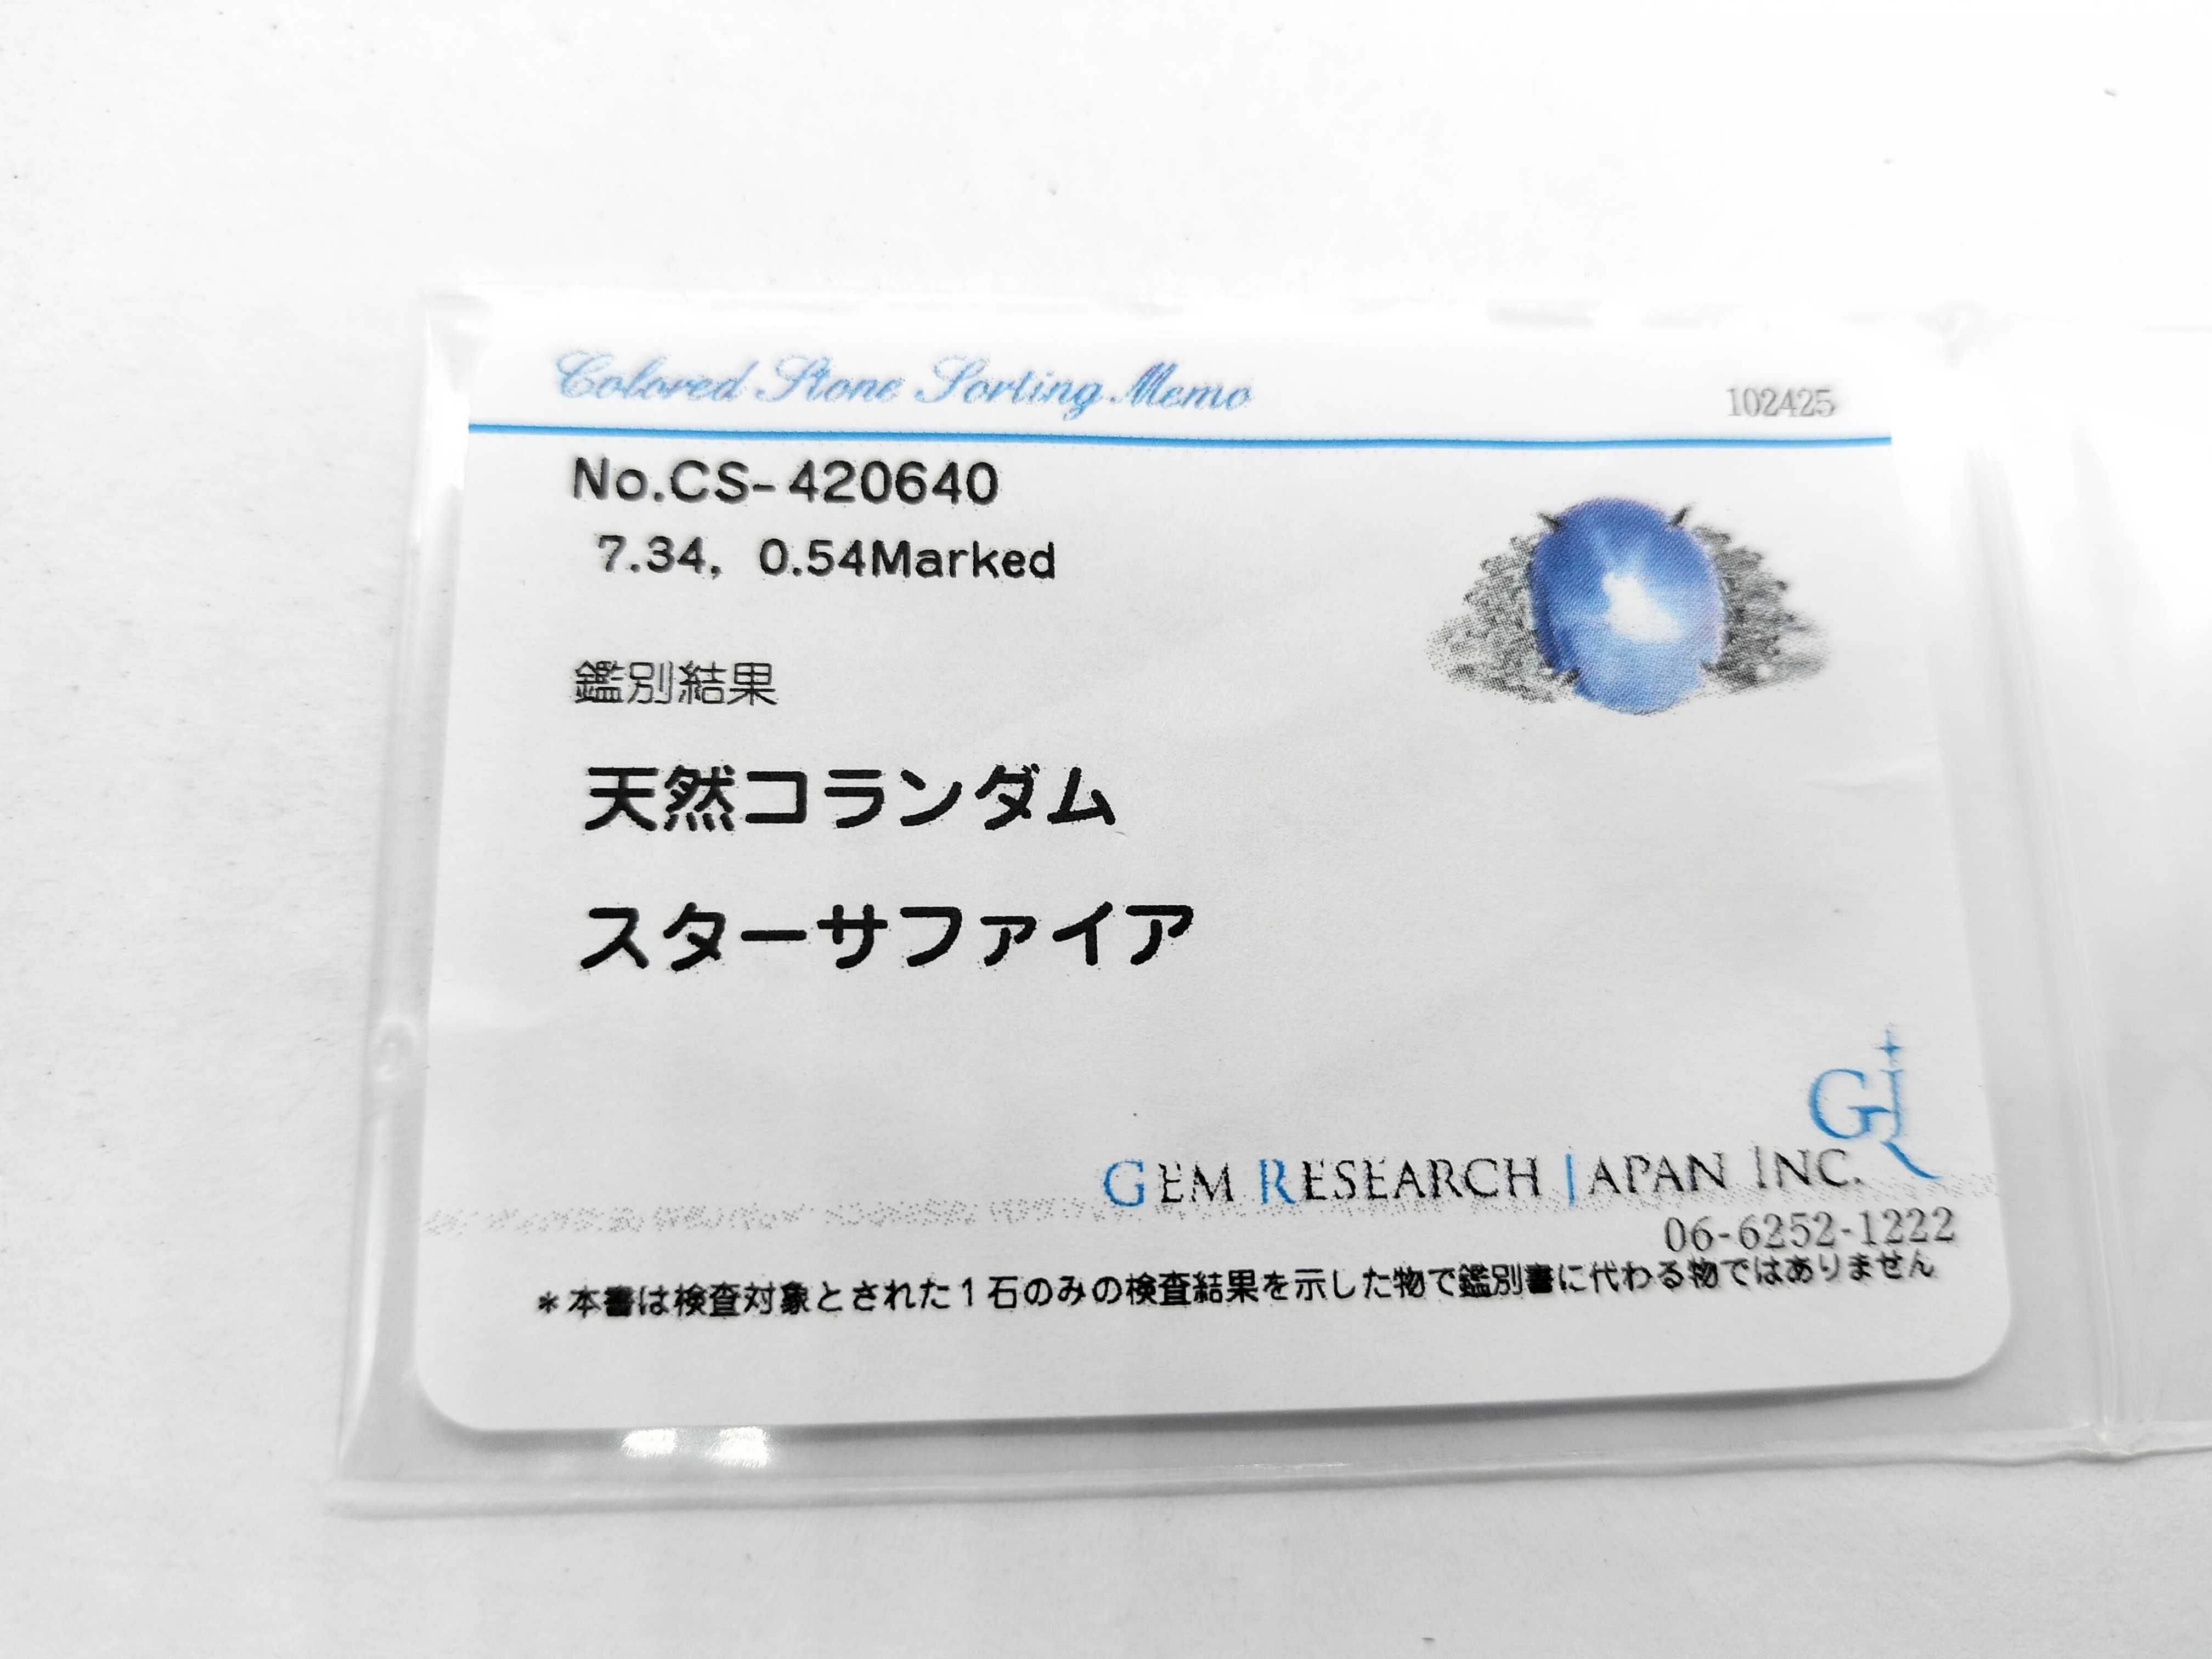 Colored Stone Sorting Memo
102425
No.CS-420640
7.34, 0.54Marked
鑑別結果
天然コランダム
スターサファイア
GRJ
GEM RESEARCH JAPAN INC.
06-6252-1222
*本書は検査対象とされた1石のみの検査結果を示した物で鑑別書に代わる物ではありません